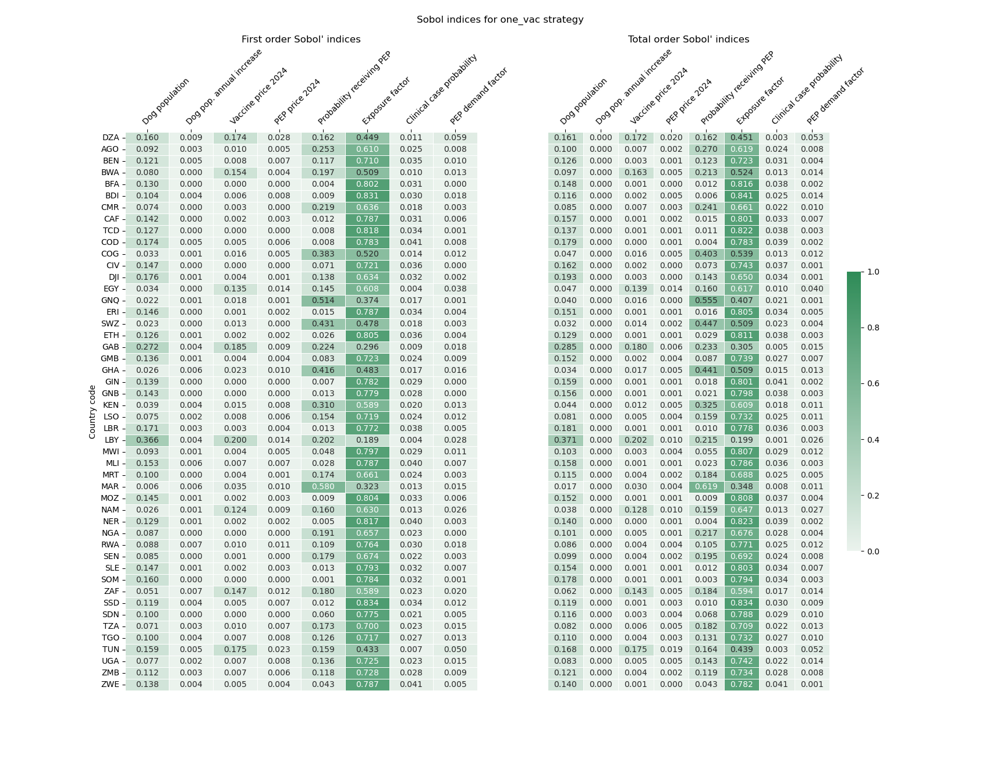 Sobol indices for one_vac strategy
First order Sobol' indices
Total order Sobol' indices
Dog population
Dog pop. annual increase
Vaccine price 2024
PEP price 2024
Probability receiving PEP
Exposure factor
Clinical case probability
PEP demand factor
Dog population
Dog pop. annual increase
Vaccine price 2024
PEP price 2024
Probability receiving PEP
Exposure factor
Clinical case probability
PEP demand factor
Country code
DZA 0.160 0.009 0.174 0.028 0.162 0.449 0.011 0.059 0.161 0.000 0.172 0.020 0.162 0.451 0.003 0.053
AGO 0.092 0.003 0.010 0.005 0.253 0.610 0.025 0.008 0.100 0.000 0.007 0.002 0.270 0.619 0.024 0.008
BEN 0.121 0.005 0.008 0.007 0.117 0.710 0.035 0.010 0.126 0.000 0.003 0.001 0.123 0.723 0.031 0.004
BWA 0.080 0.000 0.154 0.004 0.197 0.509 0.010 0.013 0.097 0.000 0.163 0.005 0.213 0.524 0.013 0.014
BFA 0.130 0.000 0.000 0.000 0.004 0.802 0.031 0.000 0.148 0.000 0.001 0.000 0.012 0.816 0.038 0.002
BDI 0.104 0.004 0.006 0.008 0.009 0.831 0.030 0.018 0.116 0.000 0.002 0.005 0.006 0.841 0.025 0.014
CMR 0.074 0.000 0.003 0.000 0.219 0.636 0.018 0.003 0.085 0.000 0.007 0.003 0.241 0.661 0.022 0.010
CAF 0.142 0.000 0.002 0.003 0.012 0.787 0.031 0.006 0.157 0.000 0.001 0.002 0.015 0.801 0.033 0.007
TCD 0.127 0.000 0.000 0.000 0.008 0.818 0.034 0.001 0.137 0.000 0.001 0.001 0.011 0.822 0.038 0.003
COD 0.174 0.005 0.005 0.006 0.008 0.783 0.041 0.008 0.179 0.000 0.000 0.001 0.004 0.783 0.039 0.002
COG 0.033 0.001 0.016 0.005 0.383 0.520 0.014 0.012 0.047 0.000 0.016 0.005 0.403 0.539 0.013 0.012
CIV 0.147 0.000 0.000 0.000 0.071 0.721 0.036 0.000 0.162 0.000 0.002 0.000 0.073 0.743 0.037 0.001
DJI 0.176 0.001 0.004 0.001 0.138 0.634 0.032 0.002 0.193 0.000 0.003 0.000 0.143 0.650 0.034 0.001
EGY 0.034 0.000 0.135 0.014 0.145 0.608 0.004 0.038 0.047 0.000 0.139 0.014 0.160 0.617 0.010 0.040
GNQ 0.022 0.001 0.018 0.001 0.514 0.374 0.017 0.001 0.040 0.000 0.016 0.000 0.555 0.407 0.021 0.001
ERI 0.146 0.000 0.001 0.002 0.015 0.787 0.034 0.004 0.151 0.000 0.001 0.001 0.016 0.805 0.034 0.005
SWZ 0.023 0.000 0.013 0.000 0.431 0.478 0.018 0.003 0.032 0.000 0.014 0.002 0.447 0.509 0.023 0.004
ETH 0.126 0.001 0.002 0.002 0.026 0.805 0.036 0.004 0.129 0.000 0.001 0.001 0.029 0.811 0.038 0.003
GAB 0.272 0.004 0.185 0.009 0.224 0.296 0.009 0.018 0.285 0.000 0.180 0.006 0.233 0.305 0.005 0.015
GMB 0.136 0.001 0.004 0.004 0.083 0.723 0.024 0.009 0.152 0.000 0.002 0.004 0.087 0.739 0.027 0.007
GHA 0.026 0.006 0.023 0.010 0.416 0.483 0.017 0.016 0.034 0.000 0.017 0.005 0.441 0.509 0.015 0.013
GIN 0.139 0.000 0.000 0.000 0.007 0.782 0.029 0.000 0.159 0.000 0.001 0.001 0.018 0.801 0.041 0.002
GNB 0.143 0.000 0.000 0.000 0.013 0.779 0.028 0.000 0.156 0.000 0.001 0.001 0.021 0.798 0.038 0.003
KEN 0.039 0.004 0.015 0.008 0.310 0.589 0.020 0.013 0.044 0.000 0.012 0.005 0.325 0.609 0.018 0.011
LSO 0.075 0.002 0.008 0.006 0.154 0.719 0.024 0.012 0.081 0.000 0.005 0.004 0.159 0.732 0.025 0.011
LBR 0.171 0.003 0.003 0.004 0.013 0.772 0.038 0.005 0.181 0.000 0.001 0.001 0.010 0.778 0.036 0.003
LBY 0.366 0.004 0.200 0.014 0.202 0.189 0.004 0.028 0.371 0.000 0.202 0.010 0.215 0.199 0.001 0.026
MWI 0.093 0.001 0.004 0.005 0.048 0.797 0.029 0.011 0.103 0.000 0.003 0.004 0.055 0.807 0.029 0.012
MLI 0.153 0.006 0.007 0.007 0.028 0.787 0.040 0.007 0.158 0.000 0.001 0.001 0.023 0.786 0.036 0.003
MRT 0.100 0.000 0.004 0.001 0.174 0.661 0.024 0.003 0.115 0.000 0.004 0.002 0.184 0.688 0.025 0.005
MAR 0.006 0.006 0.035 0.010 0.580 0.323 0.013 0.015 0.017 0.000 0.030 0.004 0.619 0.348 0.008 0.011
MOZ 0.145 0.001 0.002 0.003 0.009 0.804 0.033 0.006 0.152 0.000 0.001 0.001 0.009 0.808 0.037 0.004
NAM 0.026 0.001 0.124 0.009 0.160 0.630 0.013 0.026 0.038 0.000 0.128 0.010 0.159 0.647 0.013 0.027
NER 0.129 0.001 0.002 0.002 0.005 0.817 0.040 0.003 0.140 0.000 0.000 0.001 0.004 0.823 0.039 0.002
NGA 0.087 0.000 0.000 0.000 0.191 0.657 0.023 0.000 0.101 0.000 0.005 0.001 0.217 0.676 0.028 0.004
RWA 0.088 0.007 0.010 0.011 0.109 0.764 0.030 0.018 0.086 0.000 0.004 0.004 0.105 0.771 0.025 0.012
SEN 0.085 0.000 0.001 0.000 0.179 0.674 0.022 0.003 0.099 0.000 0.004 0.002 0.195 0.692 0.024 0.008
SLE 0.147 0.001 0.002 0.003 0.013 0.793 0.032 0.007 0.154 0.000 0.001 0.001 0.012 0.803 0.034 0.007
SOM 0.160 0.000 0.000 0.000 0.001 0.784 0.032 0.001 0.178 0.000 0.001 0.001 0.003 0.794 0.034 0.003
ZAF 0.051 0.007 0.147 0.012 0.180 0.589 0.023 0.020 0.062 0.000 0.143 0.005 0.184 0.594 0.017 0.014
SSD 0.119 0.004 0.005 0.007 0.012 0.834 0.034 0.012 0.119 0.000 0.001 0.003 0.010 0.834 0.030 0.009
SDN 0.100 0.000 0.000 0.000 0.060 0.775 0.021 0.005 0.116 0.000 0.003 0.004 0.068 0.788 0.029 0.010
TZA 0.071 0.003 0.010 0.007 0.173 0.700 0.023 0.015 0.082 0.000 0.006 0.005 0.182 0.709 0.022 0.013
TGO 0.100 0.004 0.007 0.008 0.126 0.717 0.027 0.013 0.110 0.000 0.004 0.003 0.131 0.732 0.027 0.010
TUN 0.159 0.005 0.175 0.023 0.159 0.433 0.007 0.050 0.168 0.000 0.175 0.019 0.164 0.439 0.003 0.052
UGA 0.077 0.002 0.007 0.008 0.136 0.725 0.023 0.015 0.083 0.000 0.005 0.005 0.143 0.742 0.022 0.014
ZMB 0.112 0.003 0.007 0.006 0.118 0.728 0.028 0.009 0.121 0.000 0.004 0.002 0.119 0.734 0.028 0.008
ZWE 0.138 0.004 0.005 0.004 0.043 0.787 0.041 0.005 0.140 0.000 0.001 0.000 0.043 0.782 0.041 0.001
1.0
0.8
0.6
0.4
0.2
0.0